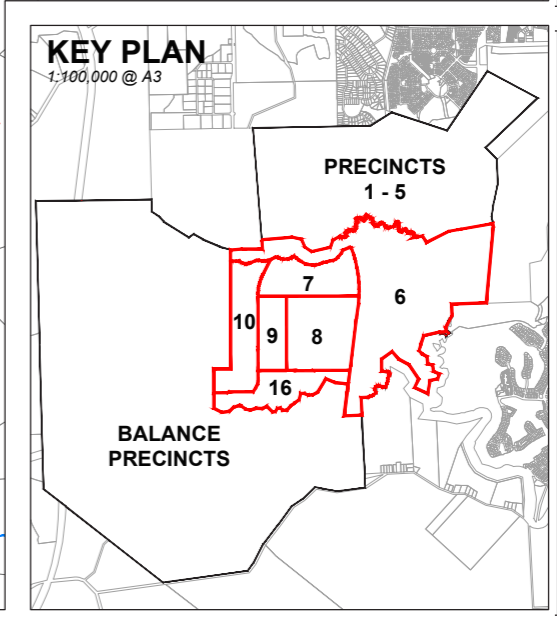 KEY PLAN
1:100,000 @ A3
PRECINCTS
1 - 5
7
6
10
9
8
16
BALANCE
PRECINCTS